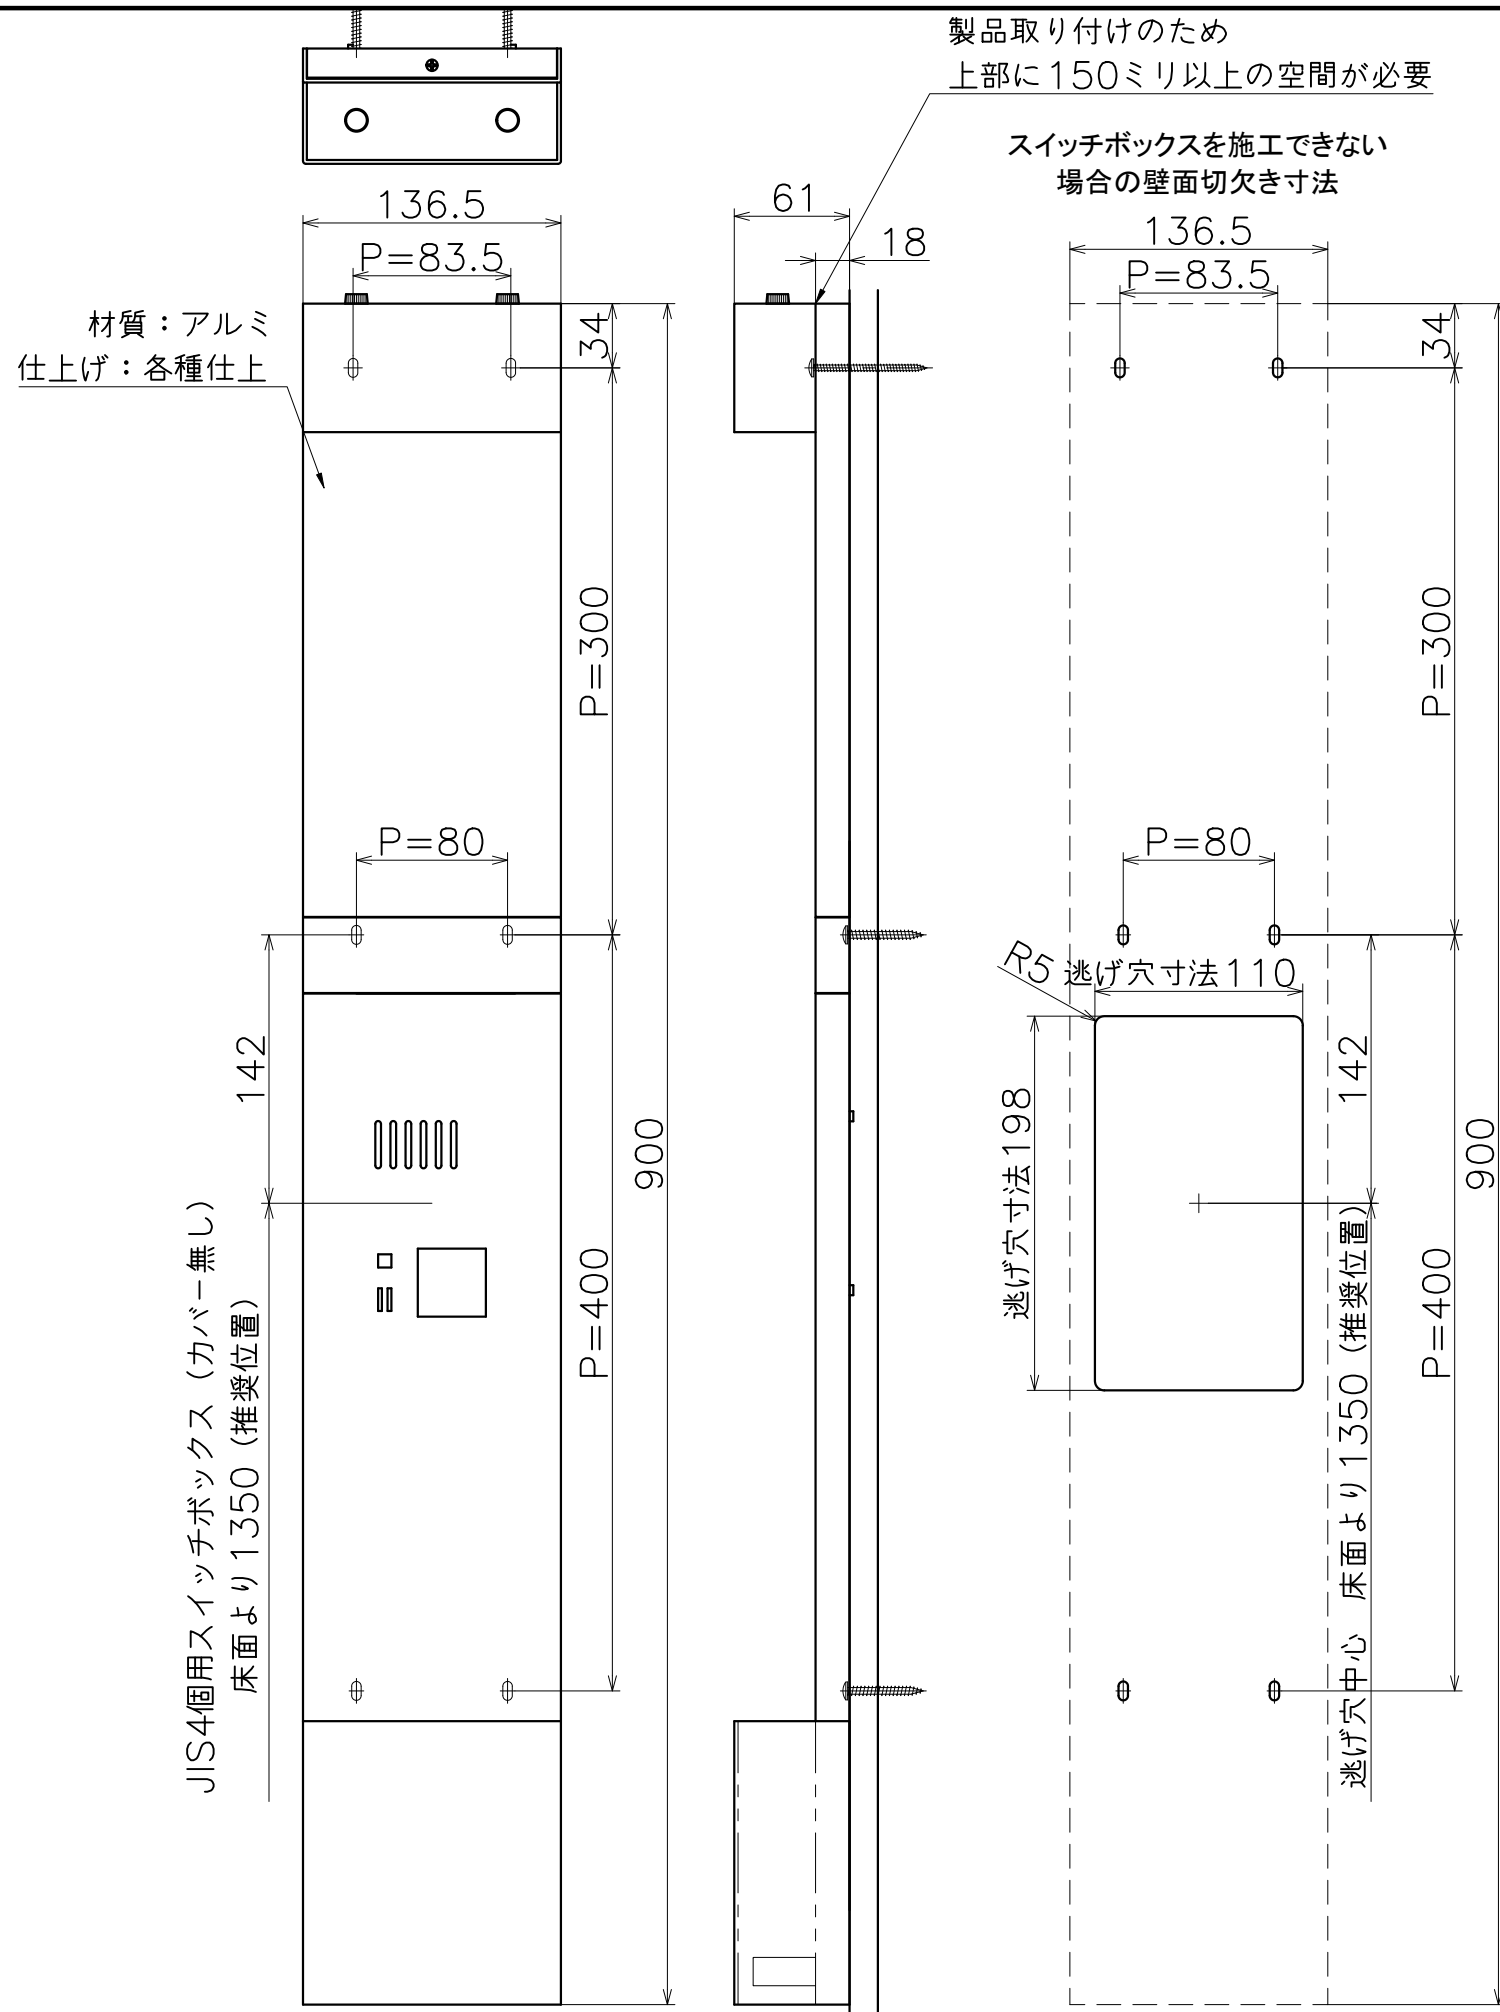 製品取り付けのため
上部に150ミリ以上の空間が必要
スイッチボックスを施工できない
場合の壁面切欠き寸法
136.5
P=83.5
61
18
136.5
P=83.5
材質：アルミ
仕上げ：各種仕上
34
34
P=300
P=300
P=80
P=80
142
R5
逃げ穴寸法110
逃げ穴寸法198
142
900
900
P=400
P=400
JIS4個用スイッチボックス（カバー無し）
床面より1350（推奨位置）
逃げ穴中心　床面より1350（推奨位置）